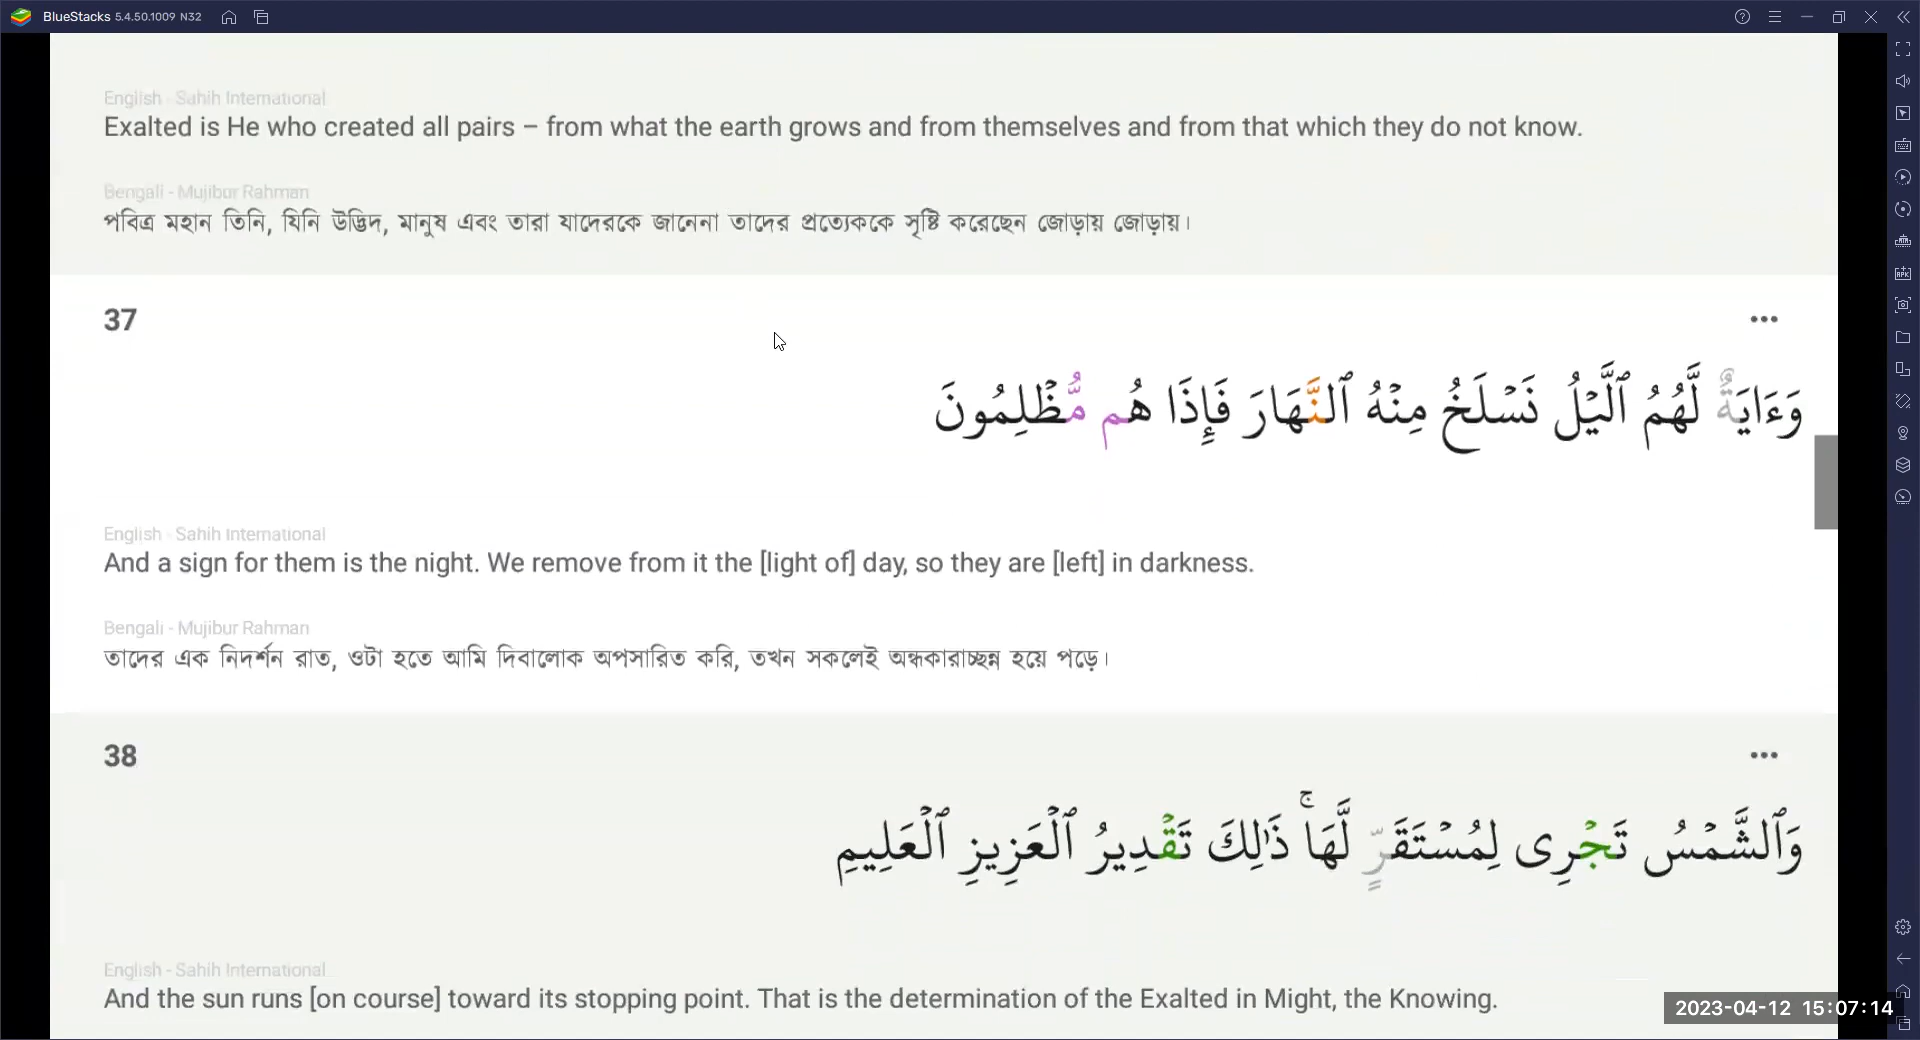 BlueStacks 5.4.50.1009 N32
English - Sahih International
Exalted is He who created all pairs – from what the earth grows and from themselves and from that which they do not know.
Bengali - Mujibur Rahman
পবিত্র মহান তিনি, যিনি উদ্ভিদ, মানুষ এবং তারা যাদেরকে জানেনা তাদের প্রত্যেককে সৃষ্টি করেছেন জোড়ায় জোড়ায়।
37
وَءَايَةٌ لَّهُمُ ٱلَّيْلُ نَسْلَخُ مِنْهُ ٱلنَّهَارَ فَإِذَا هُم مُّظْلِمُونَ
English - Sahih International
And a sign for them is the night. We remove from it the [light of] day, so they are [left] in darkness.
Bengali - Mujibur Rahman
তাদের এক নিদর্শন রাত, ওটা হতে আমি দিবালোক অপসারিত করি, তখন সকলেই অন্ধকারাচ্ছন্ন হয়ে পড়ে।
38
وَٱلشَّمْسُ تَجْرِى لِمُسْتَقَرٍّ لَّهَا ۚ ذَٰلِكَ تَقْدِيرُ ٱلْعَزِيزِ ٱلْعَلِيمِ
English - Sahih International
And the sun runs [on course] toward its stopping point. That is the determination of the Exalted in Might, the Knowing.
2023-04-12 15:07:14